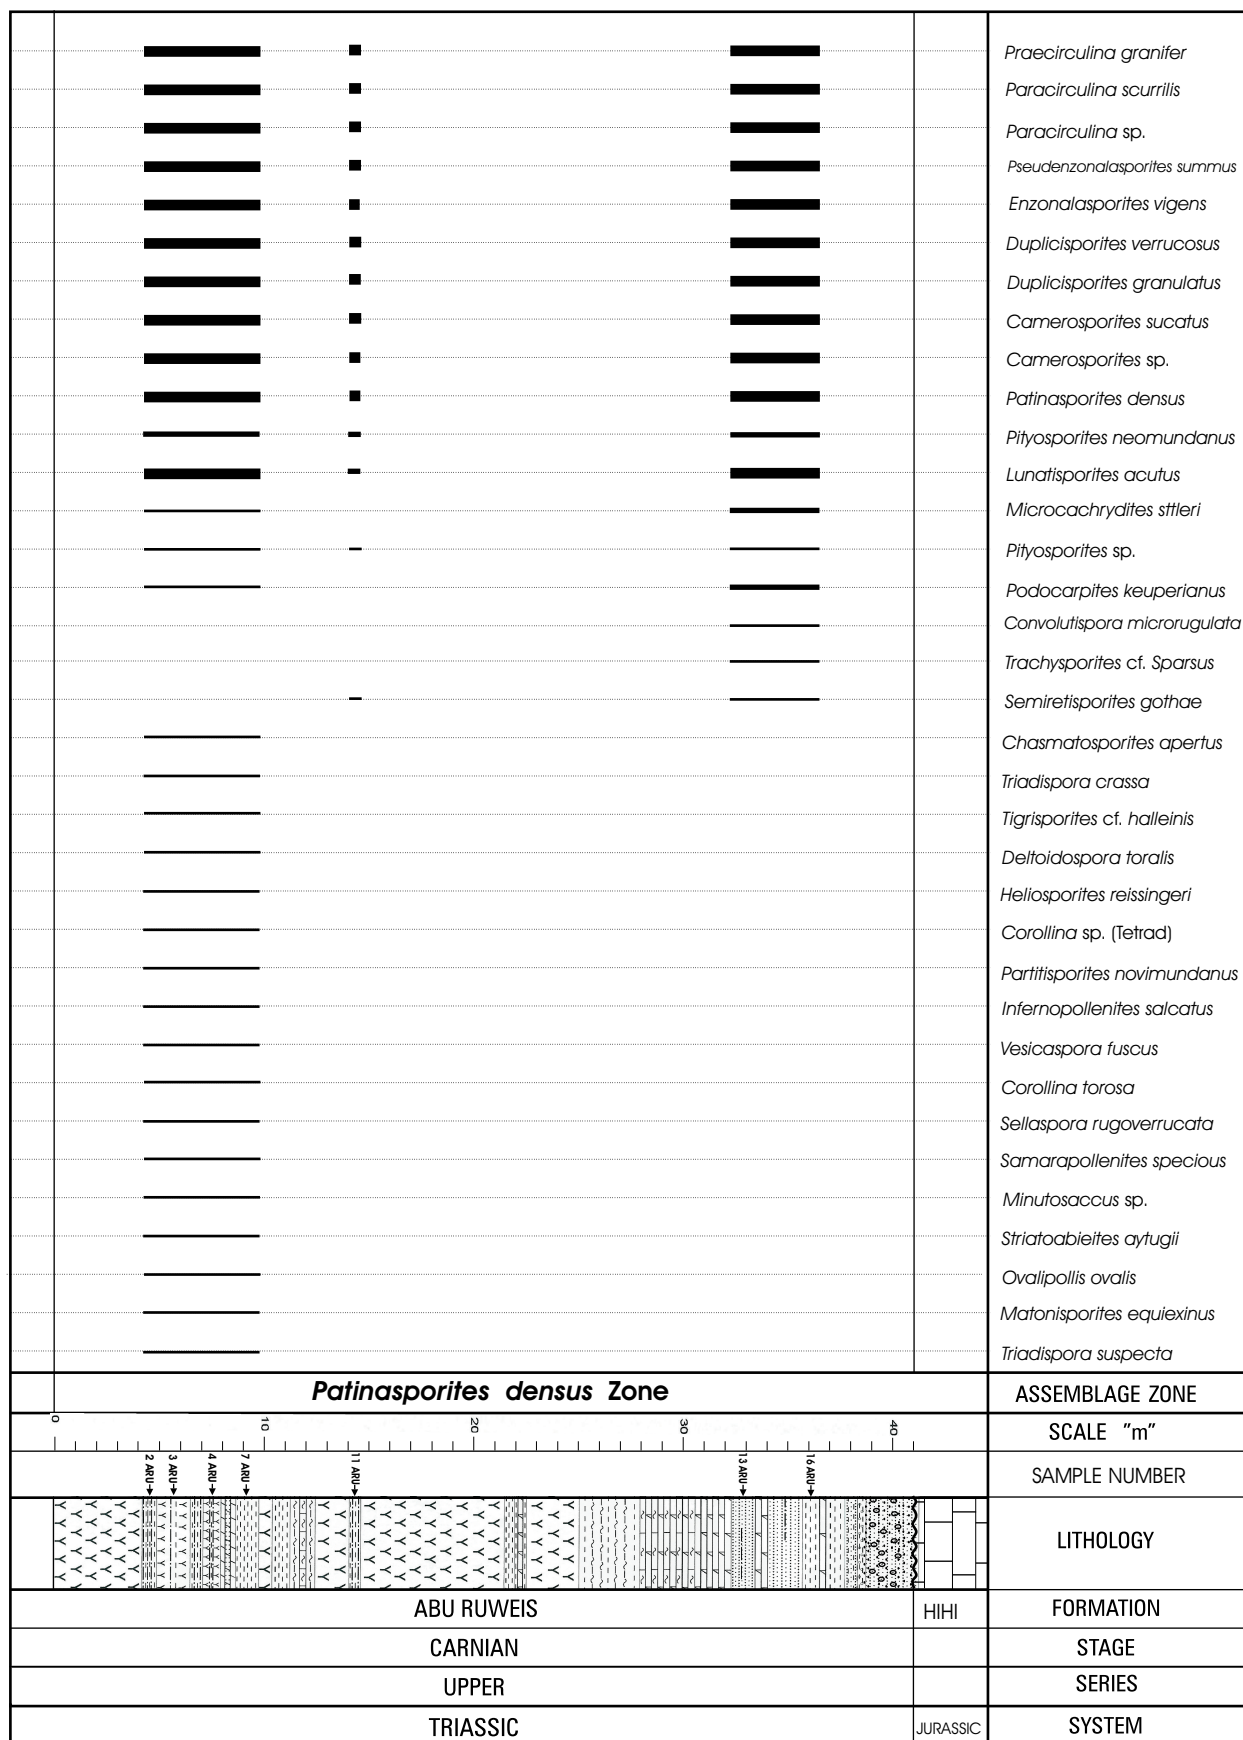 Praecirculina granifer
Paracirculina scurrilis
Paracirculina sp.
Pseudenzonalasporites summus
Enzonalasporites vigens
Duplicisporites verrucosus
Duplicisporites granulatus
Camerosporites sucatus
Camerosporites sp.
Patinasporites densus
Pityosporites neomundanus
Lunatisporites acutus
Microcachrydites sttleri
Pityosporites sp.
Podocarpites keuperianus
Convolutispora microrugulata
Trachysporites cf. Sparsus
Semiretisporites gothae
Chasmatosporites apertus
Triadispora crassa
Tigrisporites cf. halleinis
Deltoidospora toralis
Heliosporites reissingeri
Corollina sp. (Tetrad)
Partitisporites novimundanus
Infernopollenites salcatus
Vesicaspora fuscus
Corollina torosa
Sellaspora rugoverrucata
Samarapollenites specious
Minutosaccus sp.
Striatoabieites aytugii
Ovalipollis ovalis
Matonisporites equiexinus
Triadispora suspecta
Patinasporites densus Zone ASSEMBLAGE ZONE
0 10 20 30 40 SCALE "m"
2 ARU 3 ARU 4 ARU 7 ARU 11 ARU 13 ARU 16 ARU SAMPLE NUMBER
LITHOLOGY
ABU RUWEIS HIHI FORMATION
CARNIAN STAGE
UPPER SERIES
TRIASSIC JURASSIC SYSTEM